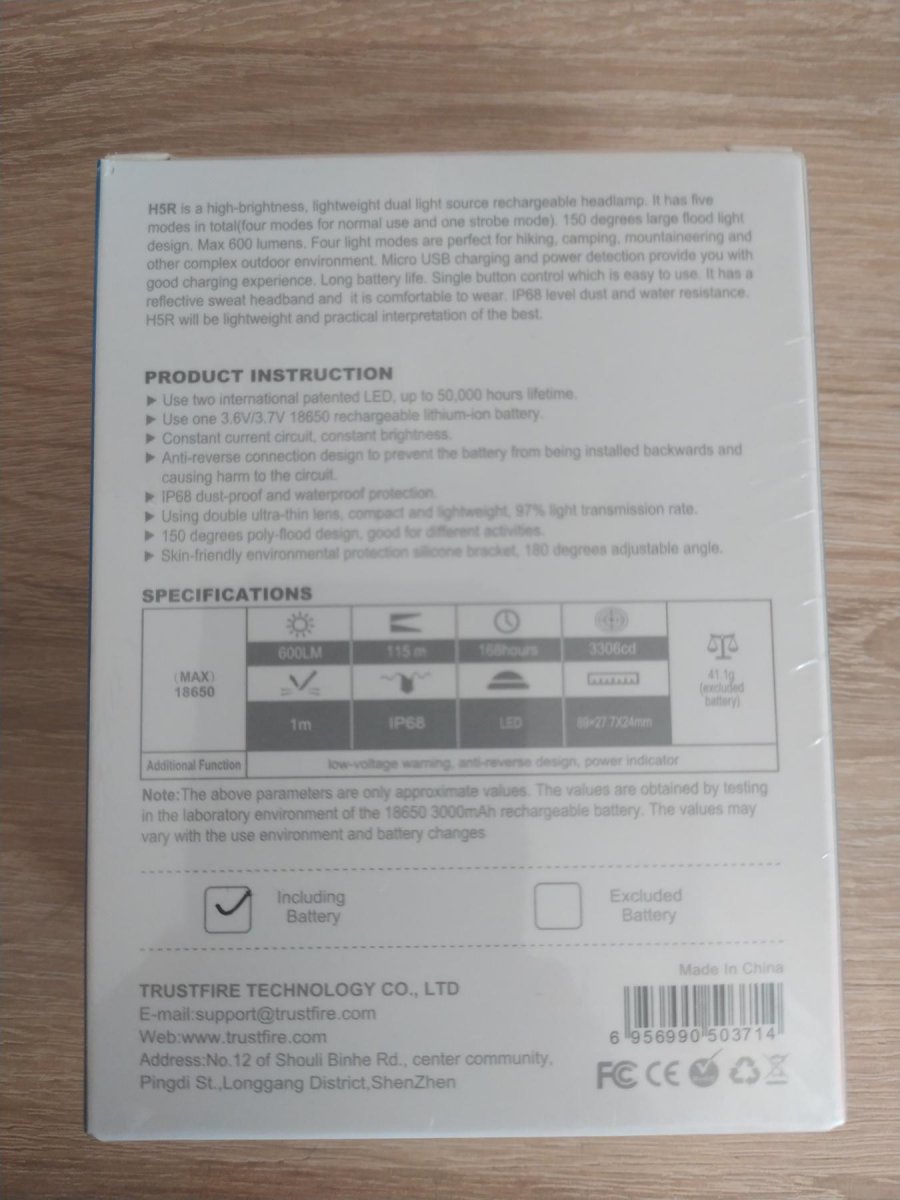 H5R is a high-brightness, lightweight dual light source rechargeable headlamp. It has five
modes in total(four modes for normal use and one strobe mode). 150 degrees large flood light
design. Max 600 lumens. Four light modes are perfect for hiking, camping, mountaineering and
other complex outdoor environment. Micro USB charging and power detection provide you with
good charging experience. Long battery life. Single button control which is easy to use. It has a
reflective sweat headband and it is comfortable to wear. IP68 level dust and water resistance.
H5R will be lightweight and practical interpretation of the best.
PRODUCT INSTRUCTION
▶ Use two international patented LED, up to 50,000 hours lifetime.
▶ Use one 3.6V/3.7V 18650 rechargeable lithium-ion battery.
▶ Constant current circuit, constant brightness.
▶ Anti-reverse connection design to prevent the battery from being installed backwards and
causing harm to the circuit.
▶ IP68 dust-proof and waterproof protection.
▶ Using double ultra-thin lens, compact and lightweight, 97% light transmission rate.
▶ 150 degrees poly-flood design, good for different activities.
▶ Skin-friendly environmental protection silicone bracket, 180 degrees adjustable angle.
SPECIFICATIONS
(MAX)
18650
600LM 115 m 168hours 3306cd
1m IP68 LED 89×27.7X24mm
41.1g
(excluded
battery)
Additional Function low-voltage warning, anti-reverse design, power indicator
Note:The above parameters are only approximate values. The values are obtained by testing
in the laboratory environment of the 18650 3000mAh rechargeable battery. The values may
vary with the use environment and battery changes
Including
Battery
Excluded
Battery
Made In China
TRUSTFIRE TECHNOLOGY CO., LTD
E-mail:support@trustfire.com
Web:www.trustfire.com
Address:No.12 of Shouli Binhe Rd., center community,
Pingdi St.,Longgang District,ShenZhen
6 956990 503714
FC CE